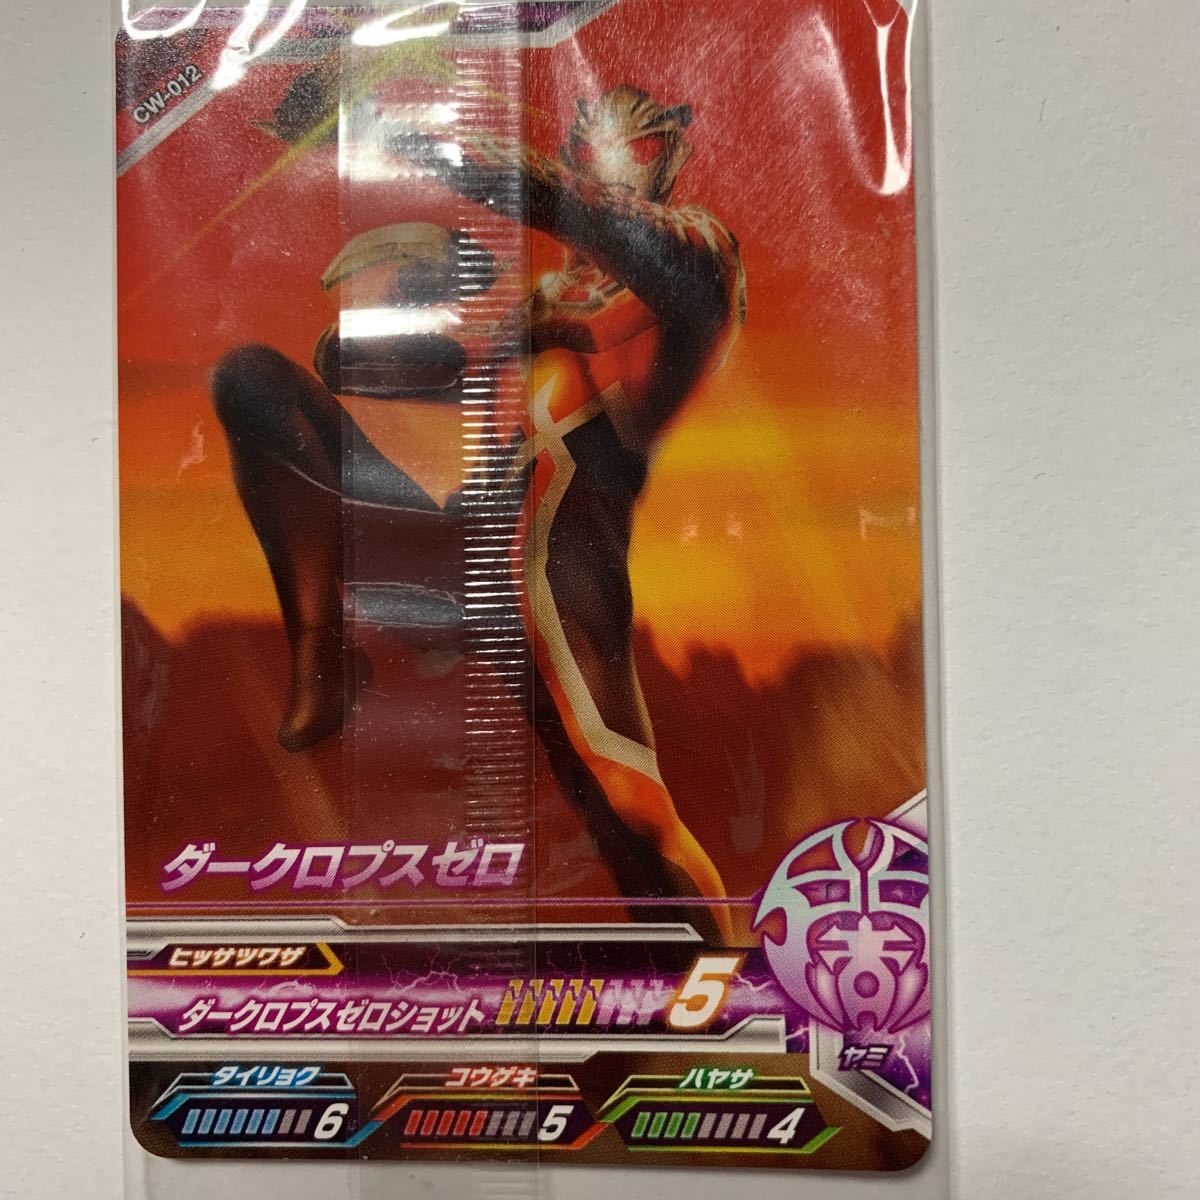 CW-012
ダークロプスゼロ
ヒッサツワザ
ダークロプスゼロショット 5
ヤミ
タイリョク 6
コウゲキ 5
ハヤサ 4